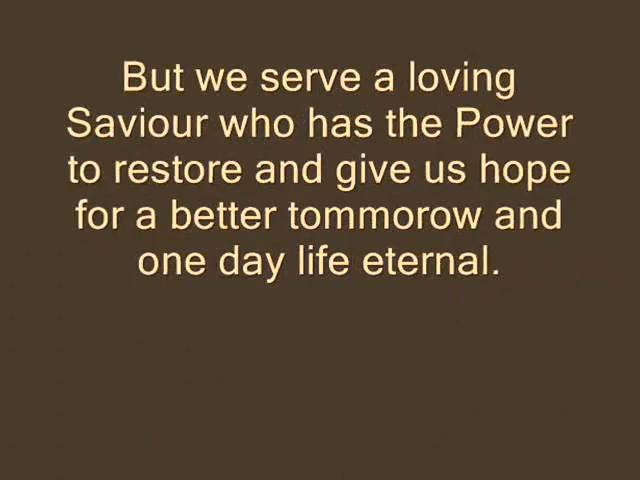 But we serve a loving
Saviour who has the Power
to restore and give us hope
for a better tommorow and
one day life eternal.